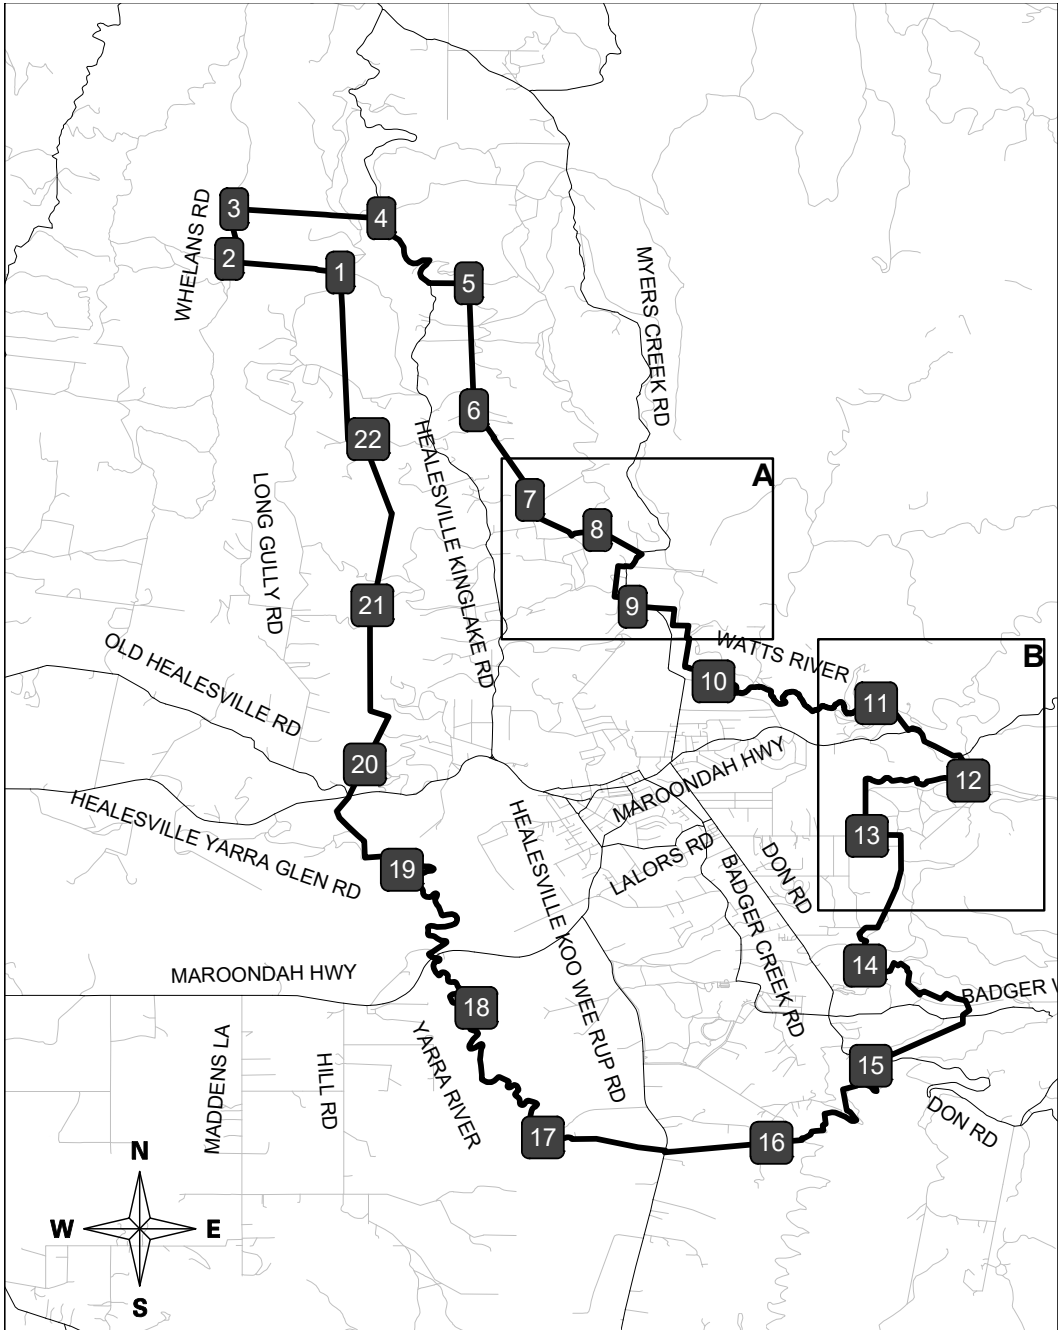 3
4
WHELANS RD
2
1
5
MYERS CREEK RD
6
22
HEALESVILLE KINGLAKE RD
A
7
LONG GULLY RD
8
21
9
OLD HEALESVILLE RD
WATTS RIVER
B
10
11
20
MAROONDAH HWY
12
HEALESVILLE YARRA GLEN RD
HEALESVILLE KOO WEE RUP RD
13
LALORS RD
DON RD
BADGER CREEK RD
19
14
MAROONDAH HWY
BADGER
18
YARRA RIVER
MADDENS LA
HILL RD
15
DON RD
17
16
N
W
E
S